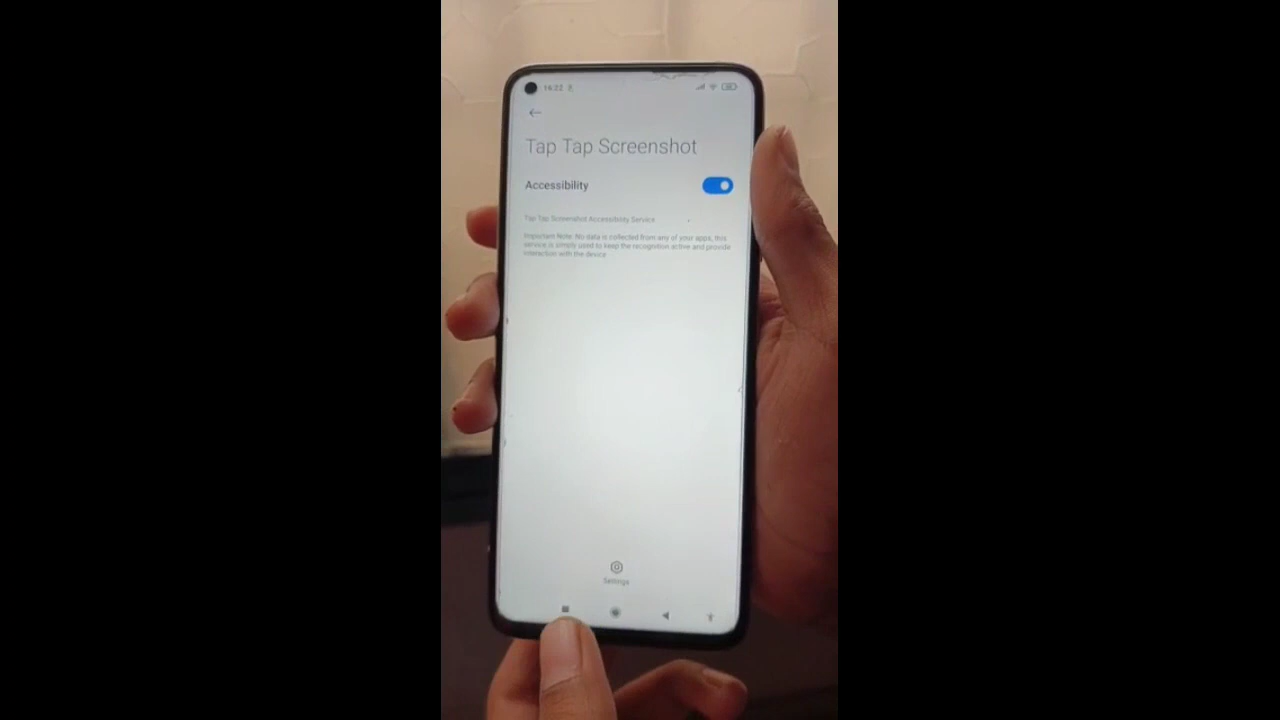 16:22
Tap Tap Screenshot
Accessibility
Tap Tap Screenshot Accessibility Service
Important Note: No data is collected from any of your apps, this
service is simply used to keep the recognition active and provide
interaction with the device
Settings